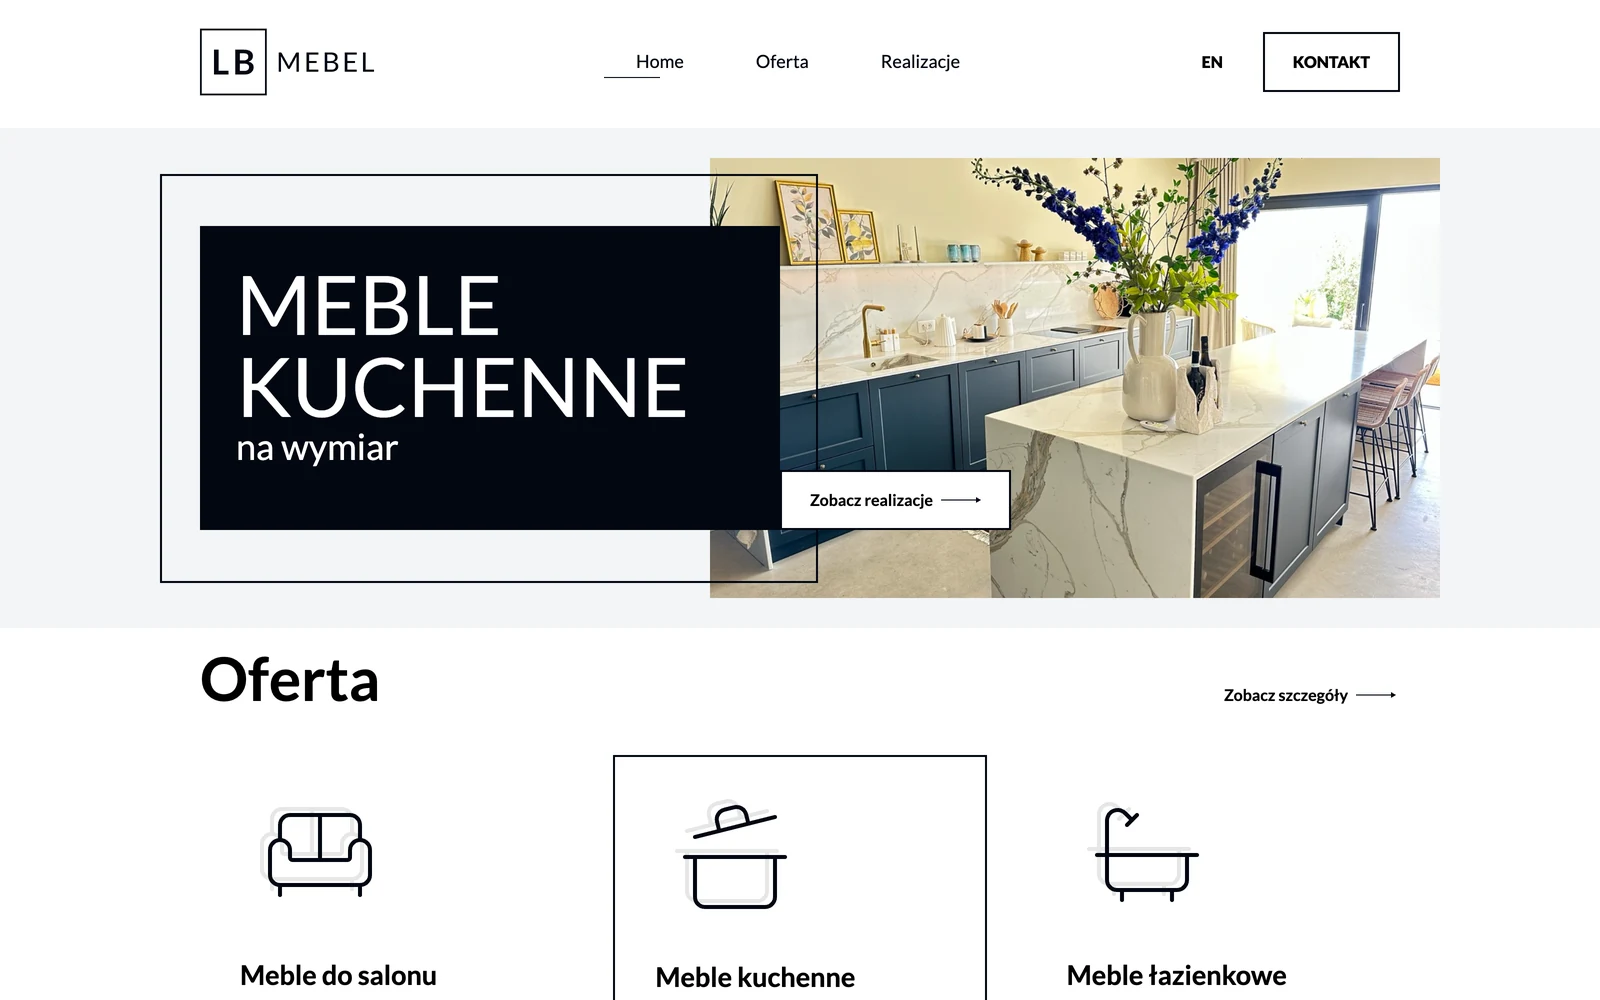 LB MEBEL
Home Oferta Realizacje
EN KONTAKT
MEBLE
KUCHENNE
na wymiar
Zobacz realizacje
Oferta
Zobacz szczegóły
Meble do salonu
Meble kuchenne
Meble łazienkowe